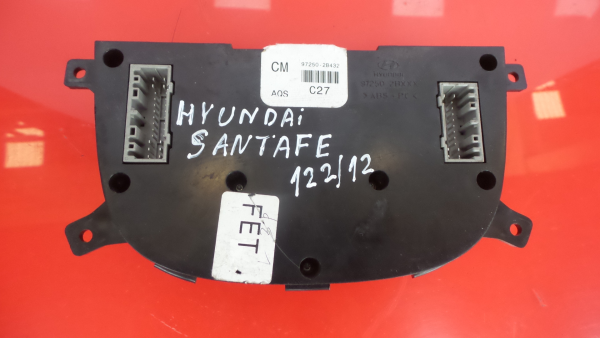 CM
97250-2B432
AQS
C27
HYUNDAi
SANTAFE
122/12
FET